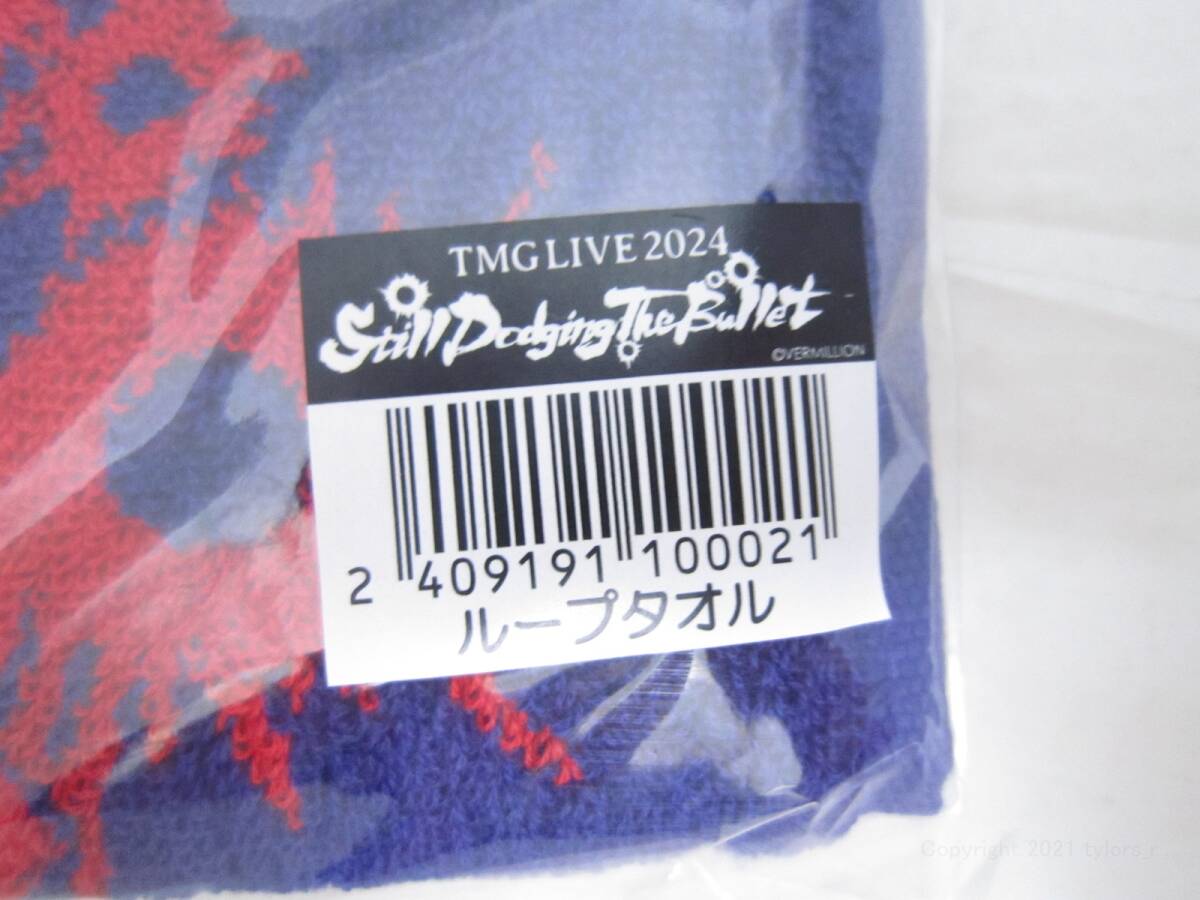 TMG LIVE 2024
Still Dodging The Bullet
©VERMILLION
2 409191 100021
ループタオル
Copyright 2021 tylors_r